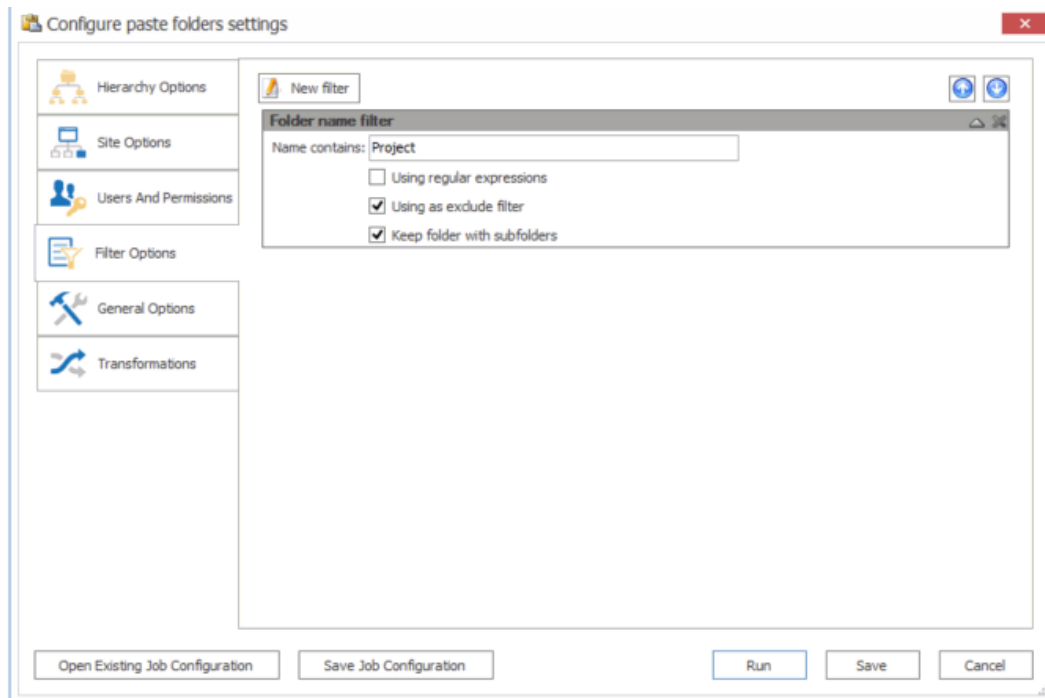 Configure paste folders settings
Hierarchy Options
Site Options
Users And Permissions
Filter Options
General Options
Transformations
New filter
Folder name filter
Name contains: Project
Using regular expressions
Using as exclude filter
Keep folder with subfolders
Open Existing Job Configuration
Save Job Configuration
Run
Save
Cancel